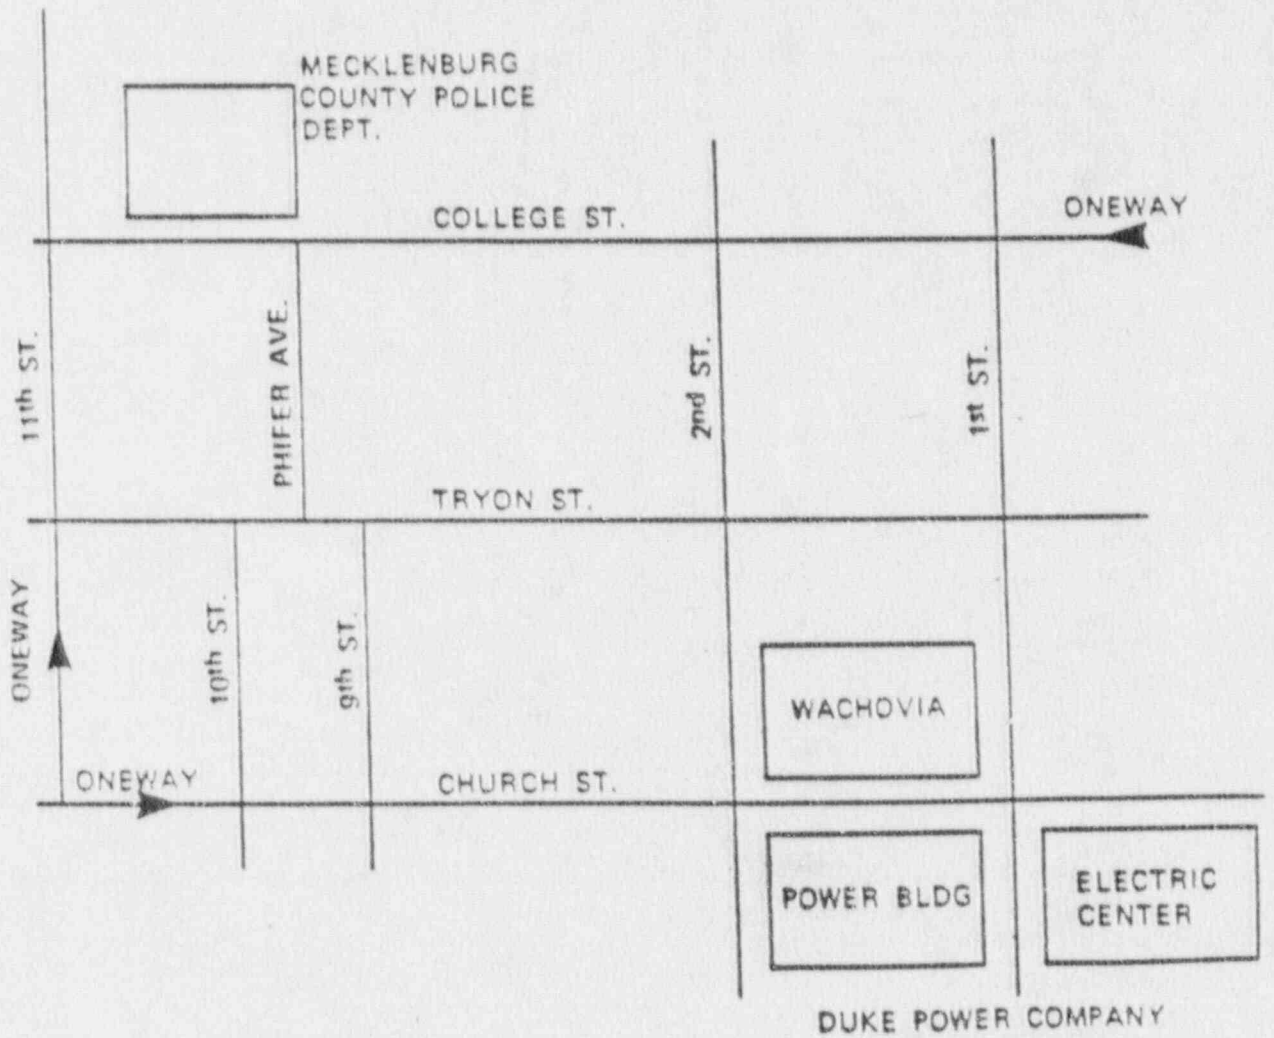 MECKLENBURG
COUNTY POLICE
DEPT.
COLLEGE ST.
ONEWAY
11th ST.
PHIFER AVE.
2nd ST.
1st ST.
TRYON ST.
ONEWAY
10th ST.
9th ST.
WACHOVIA
ONEWAY
CHURCH ST.
POWER BLDG
ELECTRIC
CENTER
DUKE POWER COMPANY